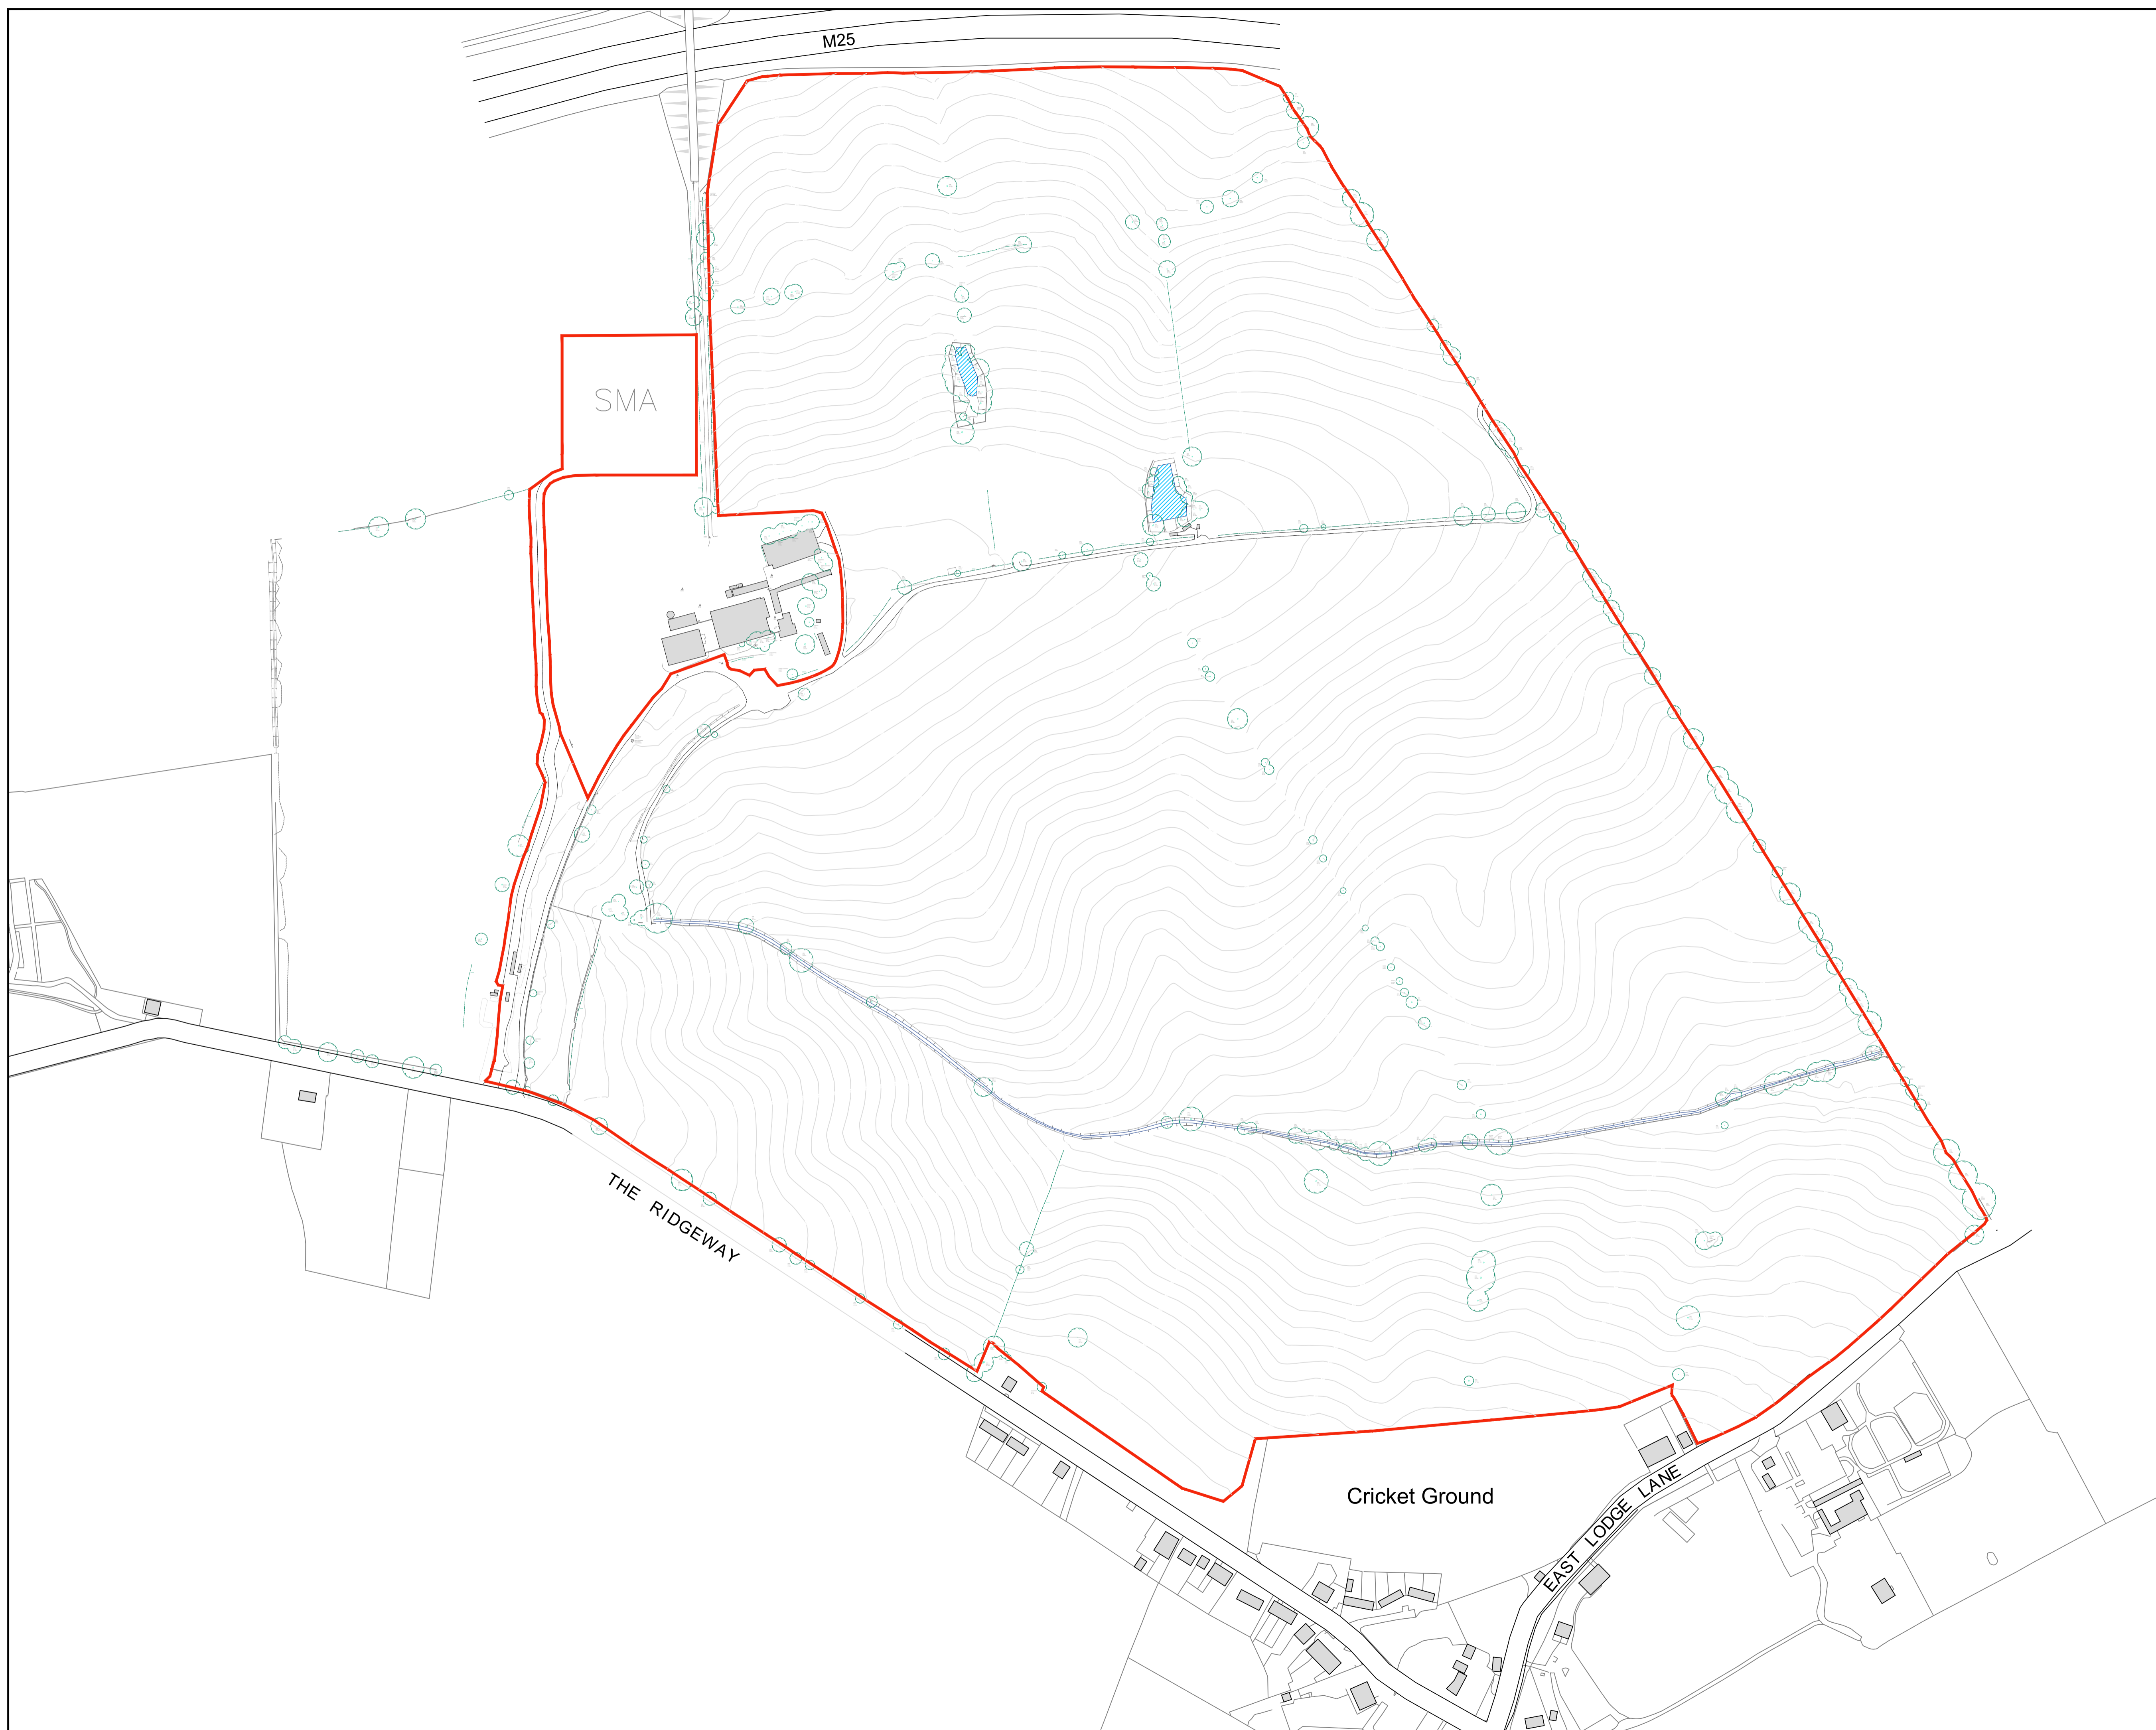 M25
SMA
THE RIDGEWAY
Cricket Ground
EAST LODGE LANE